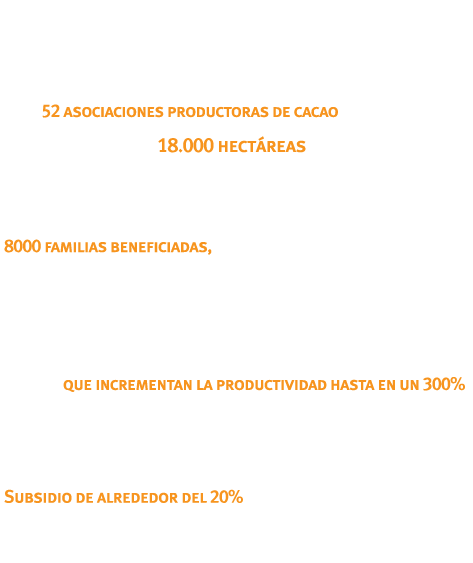 52 ASOCIACIONES PRODUCTORAS DE CACAO
18.000 HECTÁREAS
8000 FAMILIAS BENEFICIADAS,
QUE INCREMENTAN LA PRODUCTIVIDAD HASTA EN UN 300%
SUBSIDIO DE ALREDEDOR DEL 20%